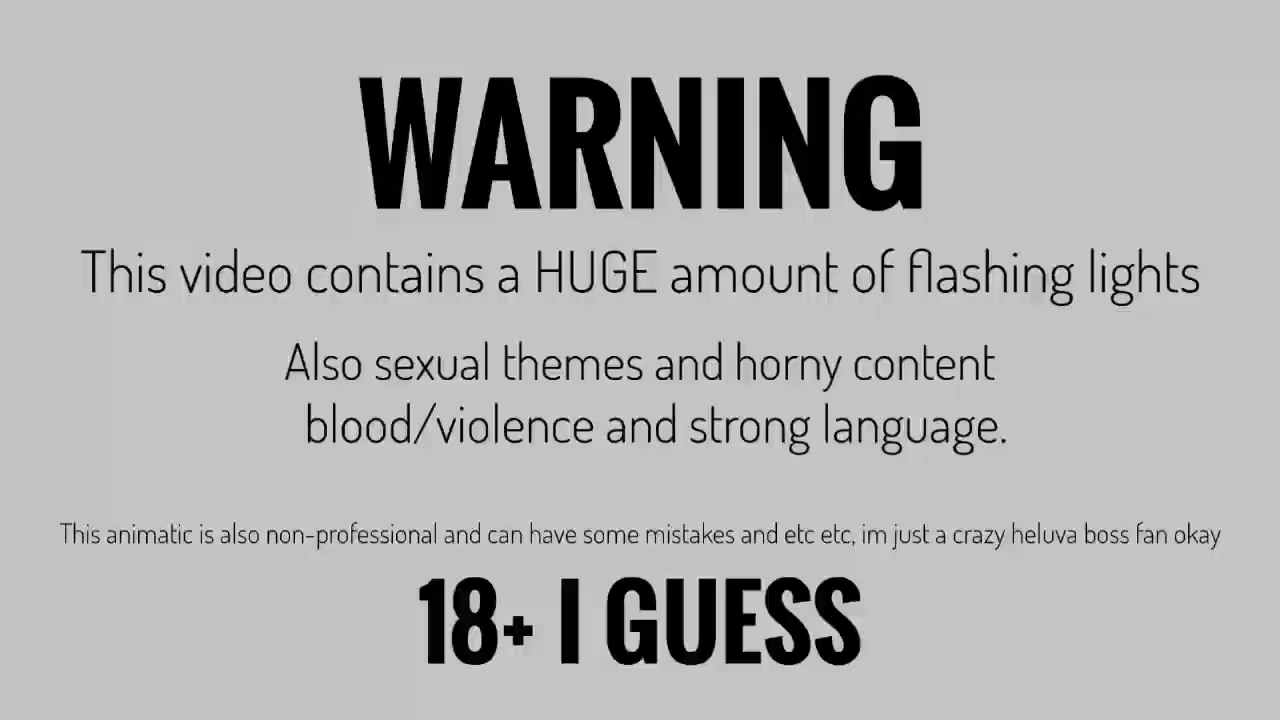 WARNING
This video contains a HUGE amount of flashing lights
Also sexual themes and horny content
blood/violence and strong language.
This animatic is also non-professional and can have some mistakes and etc etc, im just a crazy heluva boss fan okay
18+ I GUESS